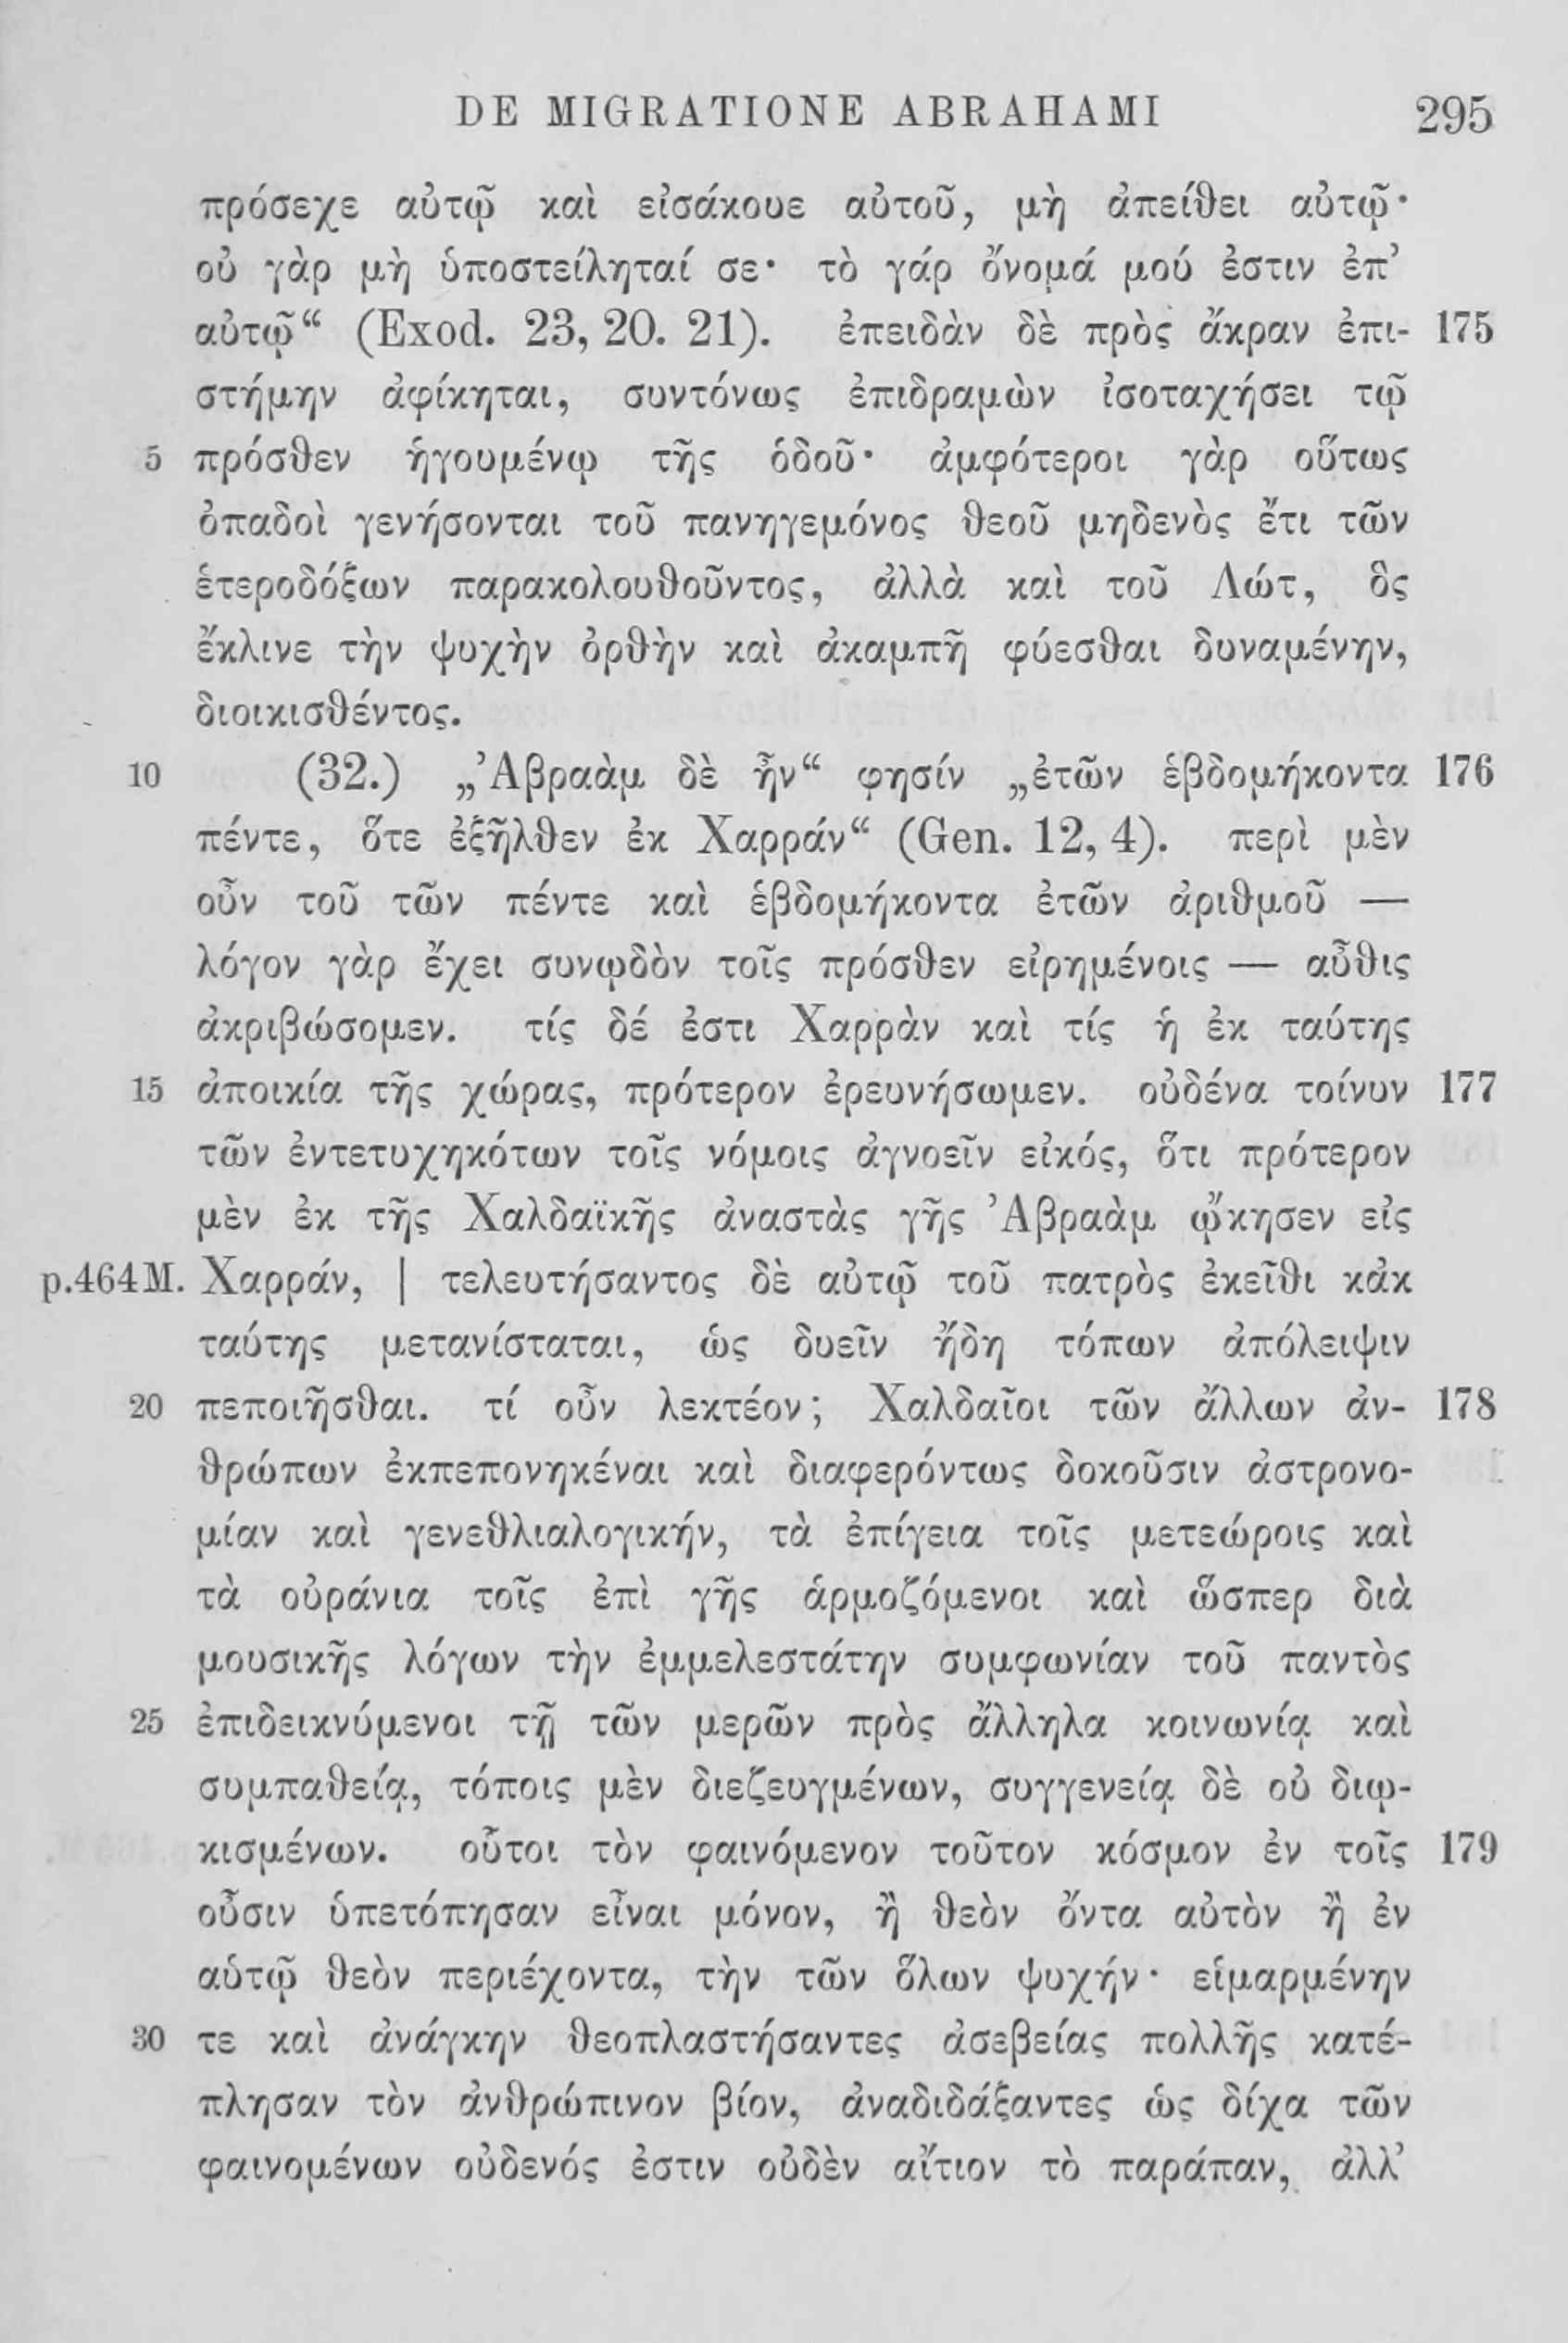 DE MIGRATIONE ABRAHAMI 295
πρόσεχε αὐτῷ καὶ εἰσάκουε αὐτοῦ, μὴ ἀπείθει αὐτῷ·
οὐ γὰρ μὴ ὑποστείληταί σε· τὸ γάρ ὄνομά μού ἐστιν ἐπ’
αὐτῷ“ (Exod. 23, 20. 21). ἐπειδὰν δὲ πρὸς ἄκραν ἐπι- 175
στήμην ἀφίκηται, συντόνως ἐπιδραμὼν ἰσοταχήσει τῷ
5 πρόσθεν ἡγουμένῳ τῆς ὁδοῦ· ἀμφότεροι γὰρ οὕτως
ὀπαδοὶ γενήσονται τοῦ πανηγεμόνος θεοῦ μηδενὸς ἔτι τῶν
ἑτεροδόξων παρακολουθοῦντος, ἀλλὰ καὶ τοῦ Λώτ, ὃς
ἔκλινε τὴν ψυχὴν ὀρθὴν καὶ ἀκαμπῆ φύεσθαι δυναμένην,
διοικισθέντος.
10 (32.) „Ἀβραὰμ δὲ ἦν“ φησίν „ἐτῶν ἑβδομήκοντα 176
πέντε, ὅτε ἐξῆλθεν ἐκ Χαρράν“ (Gen. 12, 4). περὶ μὲν
οὖν τοῦ τῶν πέντε καὶ ἑβδομήκοντα ἐτῶν ἀριθμοῦ —
λόγον γὰρ ἔχει συνῳδὸν τοῖς πρόσθεν εἰρημένοις — αὖθις
ἀκριβώσομεν. τίς δέ ἐστι Χαρρὰν καὶ τίς ἡ ἐκ ταύτης
15 ἀποικία τῆς χώρας, πρότερον ἐρευνήσωμεν. οὐδένα τοίνυν 177
τῶν ἐντετυχηκότων τοῖς νόμοις ἀγνοεῖν εἰκός, ὅτι πρότερον
μὲν ἐκ τῆς Χαλδαϊκῆς ἀναστὰς γῆς Ἀβραὰμ ᾤκησεν εἰς
p.464M. Χαρράν, | τελευτήσαντος δὲ αὐτῷ τοῦ πατρὸς ἐκεῖθι κἀκ
ταύτης μετανίσταται, ὡς δυεῖν ἤδη τόπων ἀπόλειψιν
20 πεποιῆσθαι. τί οὖν λεκτέον; Χαλδαῖοι τῶν ἄλλων ἀν- 178
θρώπων ἐκπεπονηκέναι καὶ διαφερόντως δοκοῦσιν ἀστρονο-
μίαν καὶ γενεθλιαλογικήν, τὰ ἐπίγεια τοῖς μετεώροις καὶ
τὰ οὐράνια τοῖς ἐπὶ γῆς ἁρμοζόμενοι καὶ ὥσπερ διὰ
μουσικῆς λόγων τὴν ἐμμελεστάτην συμφωνίαν τοῦ παντὸς
25 ἐπιδεικνύμενοι τῇ τῶν μερῶν πρὸς ἄλληλα κοινωνίᾳ καὶ
συμπαθείᾳ, τόποις μὲν διεζευγμένων, συγγενείᾳ δὲ οὐ διῳ-
κισμένων. οὗτοι τὸν φαινόμενον τοῦτον κόσμον ἐν τοῖς 179
οὖσιν ὑπετόπησαν εἶναι μόνον, ἢ θεὸν ὄντα αὐτὸν ἢ ἐν
αὑτῷ θεὸν περιέχοντα, τὴν τῶν ὅλων ψυχήν· εἱμαρμένην
30 τε καὶ ἀνάγκην θεοπλαστήσαντες ἀσεβείας πολλῆς κατέ-
πλησαν τὸν ἀνθρώπινον βίον, ἀναδιδάξαντες ὡς δίχα τῶν
φαινομένων οὐδενός ἐστιν οὐδὲν αἴτιον τὸ παράπαν, ἀλλ’